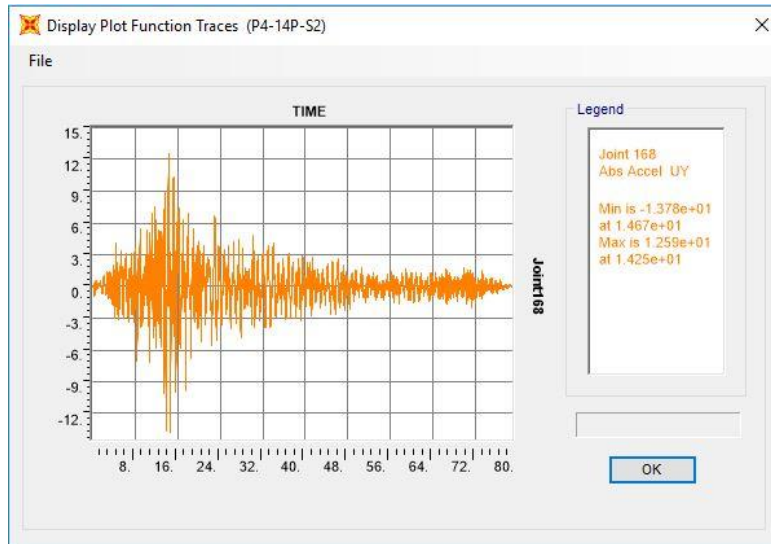 Display Plot Function Traces (P4-14P-S2)
File
TIME
15.
12.
9.
6.
3.
0.
-3.
-6.
-9.
-12.
8. 16. 24. 32. 40. 48. 56. 64. 72. 80.
Joint168
Legend
Joint 168
Abs Accel UY
Min is -1.378e+01
at 1.467e+01
Max is 1.259e+01
at 1.425e+01
OK